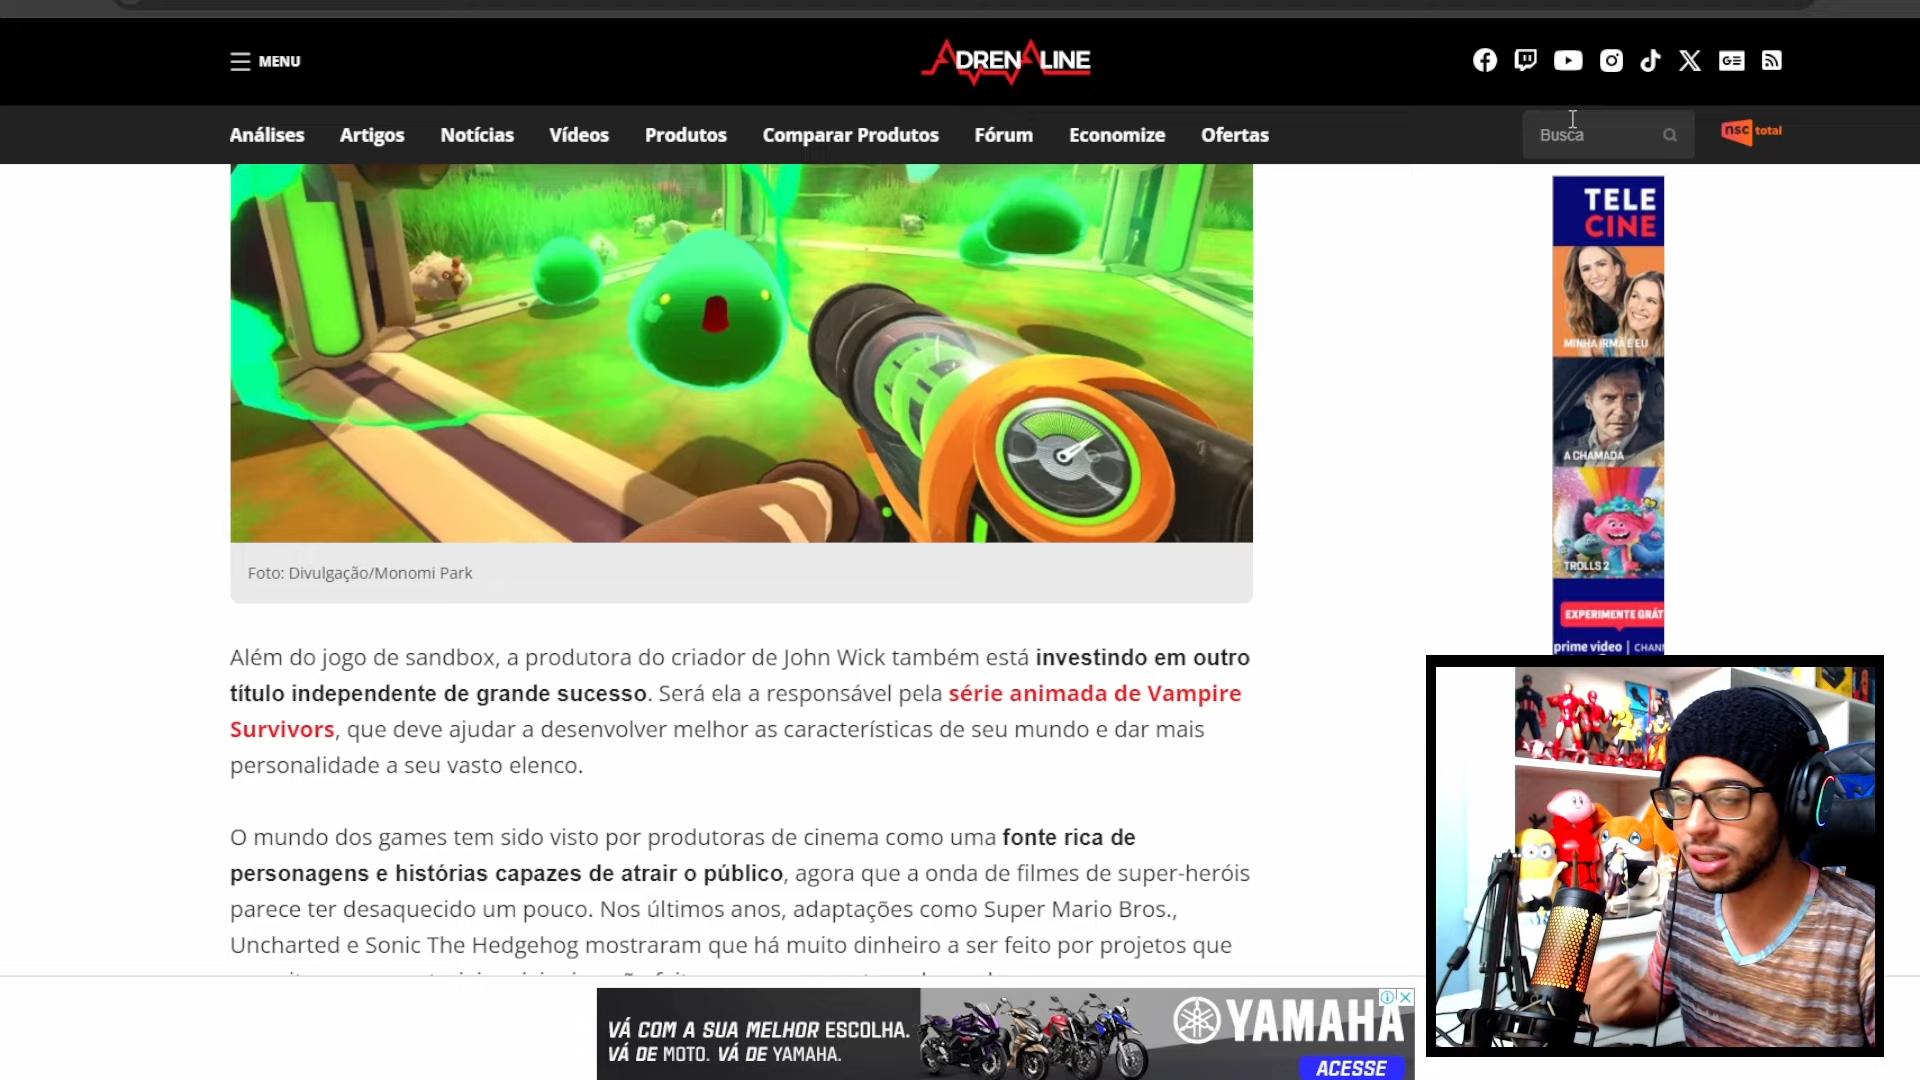 MENU
ADRENALINE
Análises Artigos Notícias Vídeos Produtos Comparar Produtos Fórum Economize Ofertas
Busca
nsc total
TELE
CINE
MINHA IRMÃ E EU
A CHAMADA
TROLLS 2
EXPERIMENTE GRÁT
prime video | CHANN
Foto: Divulgação/Monomi Park
Além do jogo de sandbox, a produtora do criador de John Wick também está investindo em outro
título independente de grande sucesso. Será ela a responsável pela série animada de Vampire
Survivors, que deve ajudar a desenvolver melhor as características de seu mundo e dar mais
personalidade a seu vasto elenco.
O mundo dos games tem sido visto por produtoras de cinema como uma fonte rica de
personagens e histórias capazes de atrair o público, agora que a onda de filmes de super-heróis
parece ter desaquecido um pouco. Nos últimos anos, adaptações como Super Mario Bros.,
Uncharted e Sonic The Hedgehog mostraram que há muito dinheiro a ser feito por projetos que
VÁ COM A SUA MELHOR ESCOLHA.
VÁ DE MOTO. VÁ DE YAMAHA.
YAMAHA
ACESSE